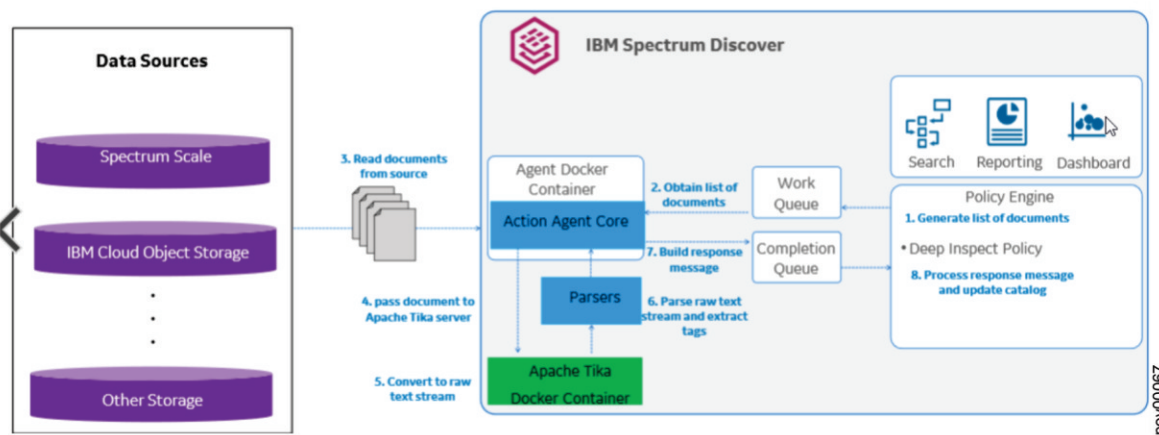 IBM Spectrum Discover
Data Sources
Spectrum Scale
IBM Cloud Object Storage
Other Storage
3. Read documents
from source
4. pass document to
Apache Tika server
5. Convert to raw
text stream
Agent Docker
Container
Action Agent Core
Parsers
Apache Tika
Docker Container
2. Obtain list of
documents
7. Build response
message
6. Parse raw text
stream and extract
tags
Work
Queue
Completion
Queue
Search
Reporting
Dashboard
Policy Engine
1. Generate list of documents
• Deep Inspect Policy
8. Process response message
and update catalog